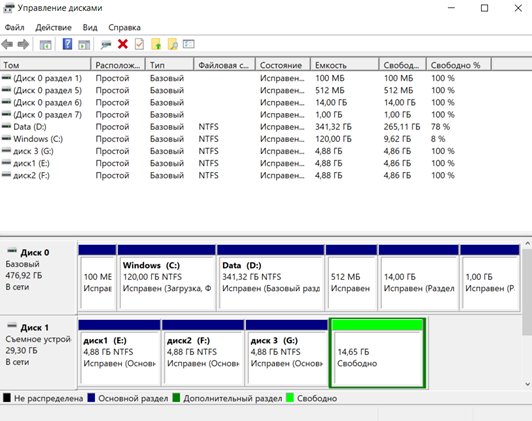 Управление дисками
Файл Действие Вид Справка
Том Располож... Тип Файловая с... Состояние Емкость Свобод... Свободно %
(Диск 0 раздел 1) Простой Базовый Исправен... 100 МБ 100 МБ 100 %
(Диск 0 раздел 5) Простой Базовый Исправен... 512 МБ 512 МБ 100 %
(Диск 0 раздел 6) Простой Базовый Исправен... 14,00 ГБ 14,00 ГБ 100 %
(Диск 0 раздел 7) Простой Базовый Исправен... 1,00 ГБ 1,00 ГБ 100 %
Data (D:) Простой Базовый NTFS Исправен... 341,32 ГБ 265,11 ГБ 78 %
Windows (C:) Простой Базовый NTFS Исправен... 120,00 ГБ 9,62 ГБ 8 %
диск 3 (G:) Простой Базовый NTFS Исправен... 4,88 ГБ 4,86 ГБ 100 %
диск1 (E:) Простой Базовый NTFS Исправен... 4,88 ГБ 4,86 ГБ 100 %
диск2 (F:) Простой Базовый NTFS Исправен... 4,88 ГБ 4,86 ГБ 100 %
Диск 0
Базовый
476,92 ГБ
В сети
100 МБ
Исправ
Windows (C:)
120,00 ГБ NTFS
Исправен (Загрузка, Ф
Data (D:)
341,32 ГБ NTFS
Исправен (Базовый разд
512 МБ
Исправен
14,00 ГБ
Исправен (Раздел
1,00 ГБ
Исправен (Р
Диск 1
Съемное устрой
29,30 ГБ
В сети
диск1 (E:)
4,88 ГБ NTFS
Исправен (Основн
диск2 (F:)
4,88 ГБ NTFS
Исправен (Основн
диск 3 (G:)
4,88 ГБ NTFS
Исправен (Основн
14,65 ГБ
Свободно
Не распределена Основной раздел Дополнительный раздел Свободно